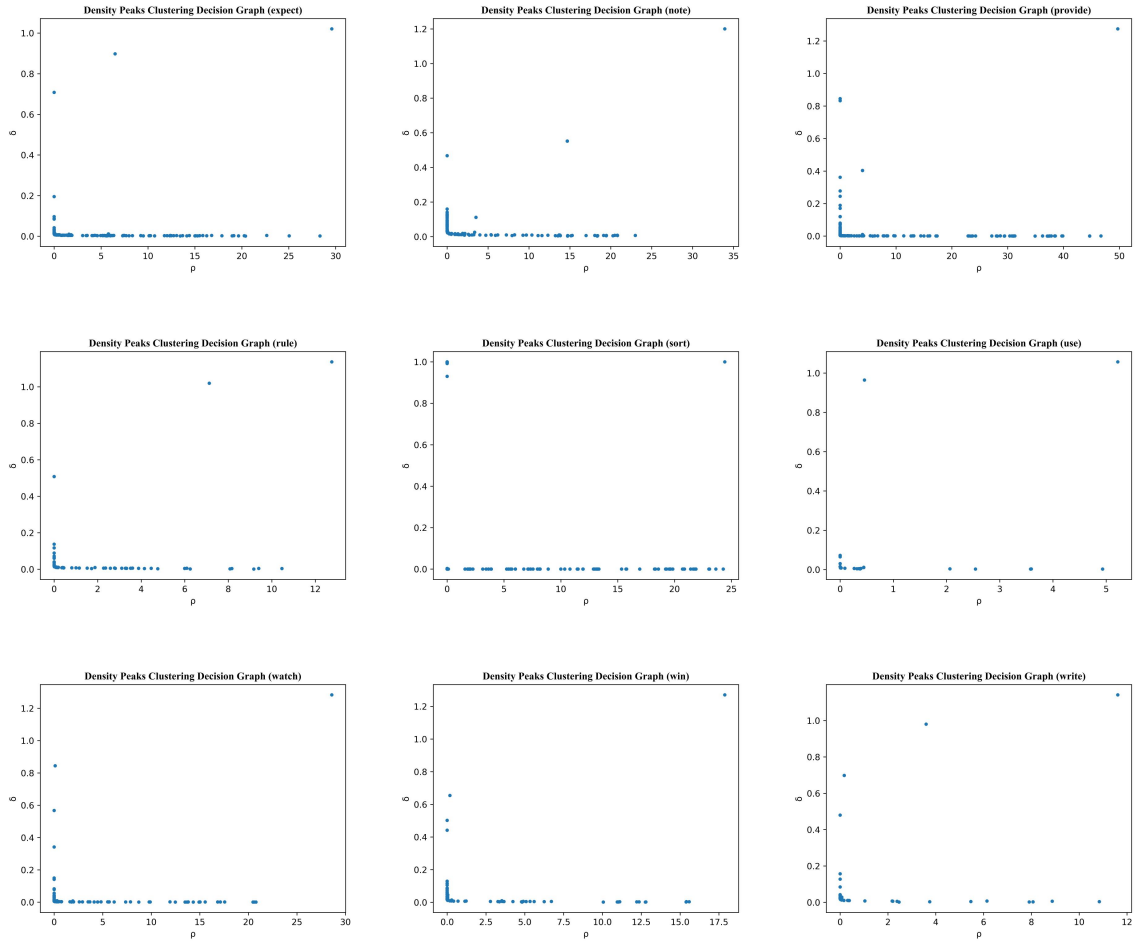 Density Peaks Clustering Decision Graph (expect)
1.0
0.8
0.6
0.4
0.2
0.0
δ
0 5 10 15 20 25 30
ρ
Density Peaks Clustering Decision Graph (note)
1.2
1.0
0.8
0.6
0.4
0.2
0.0
δ
0 5 10 15 20 25 30 35
ρ
Density Peaks Clustering Decision Graph (provide)
1.2
1.0
0.8
0.6
0.4
0.2
0.0
δ
0 10 20 30 40 50
ρ
Density Peaks Clustering Decision Graph (rule)
1.0
0.8
0.6
0.4
0.2
0.0
δ
0 2 4 6 8 10 12
ρ
Density Peaks Clustering Decision Graph (sort)
1.0
0.8
0.6
0.4
0.2
0.0
δ
0 5 10 15 20 25
ρ
Density Peaks Clustering Decision Graph (use)
1.0
0.8
0.6
0.4
0.2
0.0
δ
0 1 2 3 4 5
ρ
Density Peaks Clustering Decision Graph (watch)
1.2
1.0
0.8
0.6
0.4
0.2
0.0
δ
0 5 10 15 20 25 30
ρ
Density Peaks Clustering Decision Graph (win)
1.2
1.0
0.8
0.6
0.4
0.2
0.0
δ
0.0 2.5 5.0 7.5 10.0 12.5 15.0 17.5
ρ
Density Peaks Clustering Decision Graph (write)
1.0
0.8
0.6
0.4
0.2
0.0
δ
0 2 4 6 8 10 12
ρ